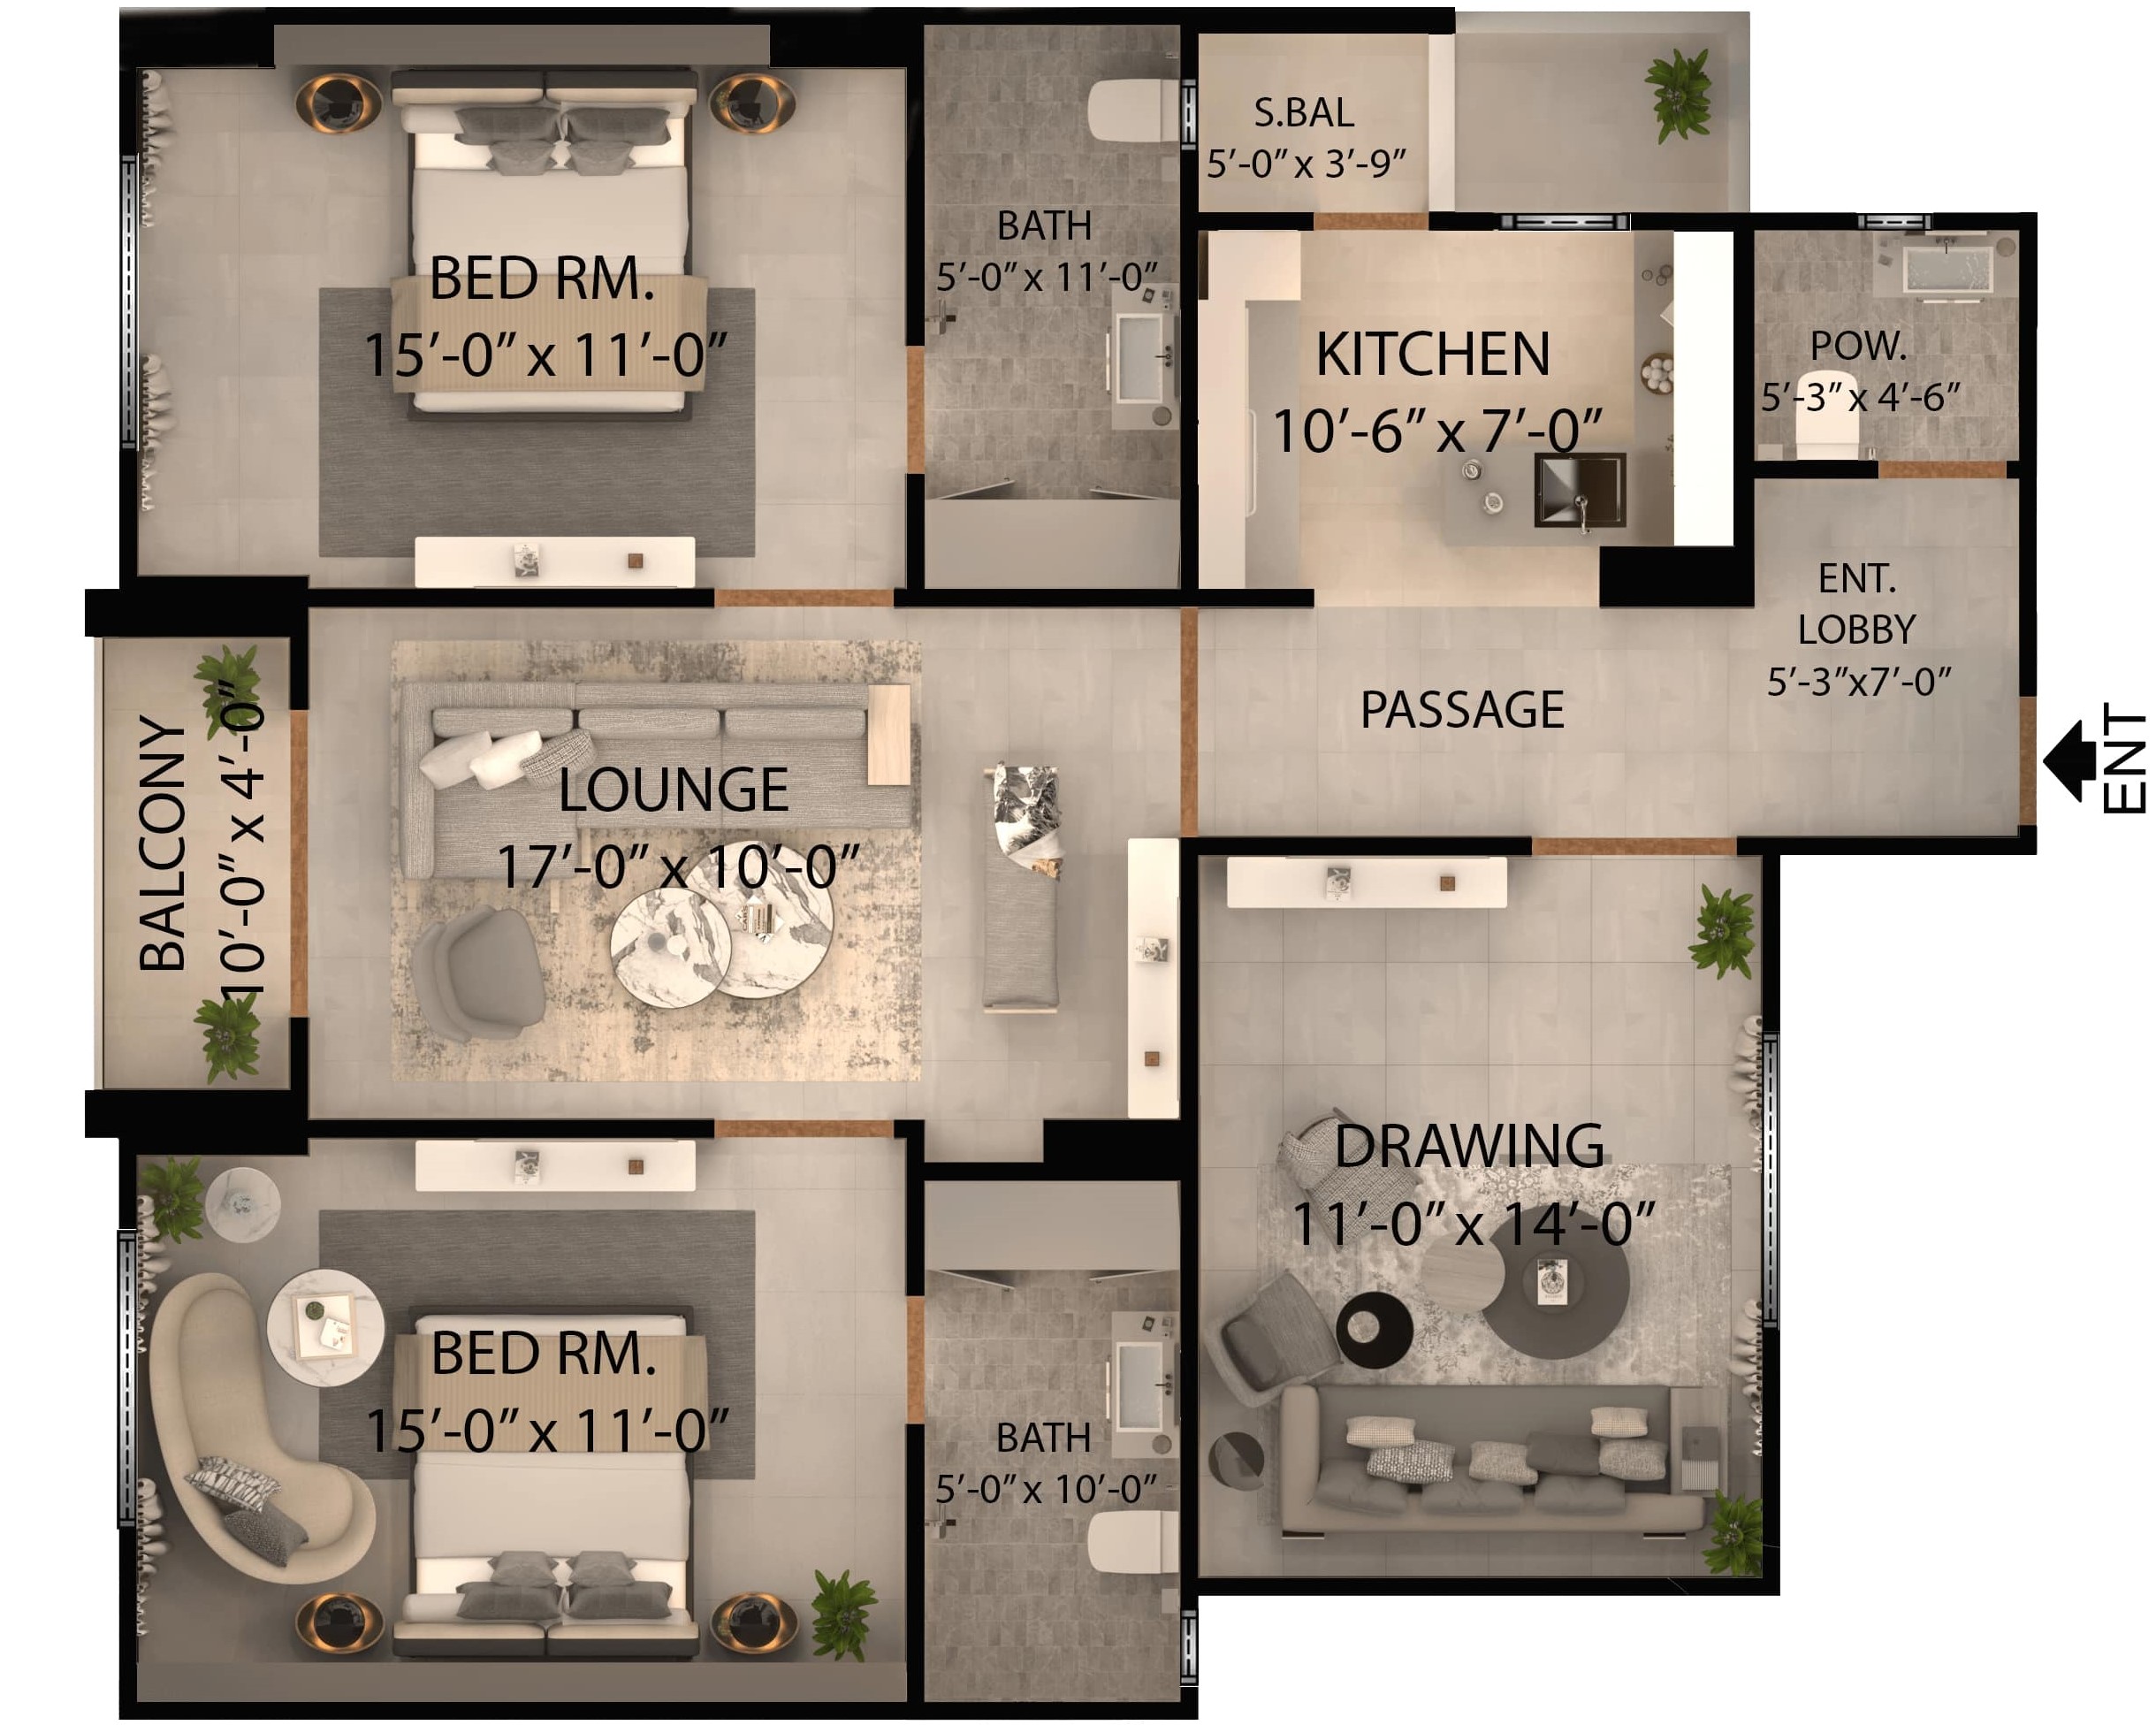 S.BAL
5'-0" x 3'-9"
BATH
5'-0" x 11'-0"
BED RM.
15'-0" x 11'-0"
KITCHEN
10'-6" x 7'-0"
POW.
5'-3" x 4'-6"
ENT.
LOBBY
5'-3"x7'-0"
PASSAGE
ENT
BALCONY
10'-0" x 4'-0"
LOUNGE
17'-0" x 10'-0"
DRAWING
11'-0" x 14'-0"
BED RM.
15'-0" x 11'-0"
BATH
5'-0" x 10'-0"